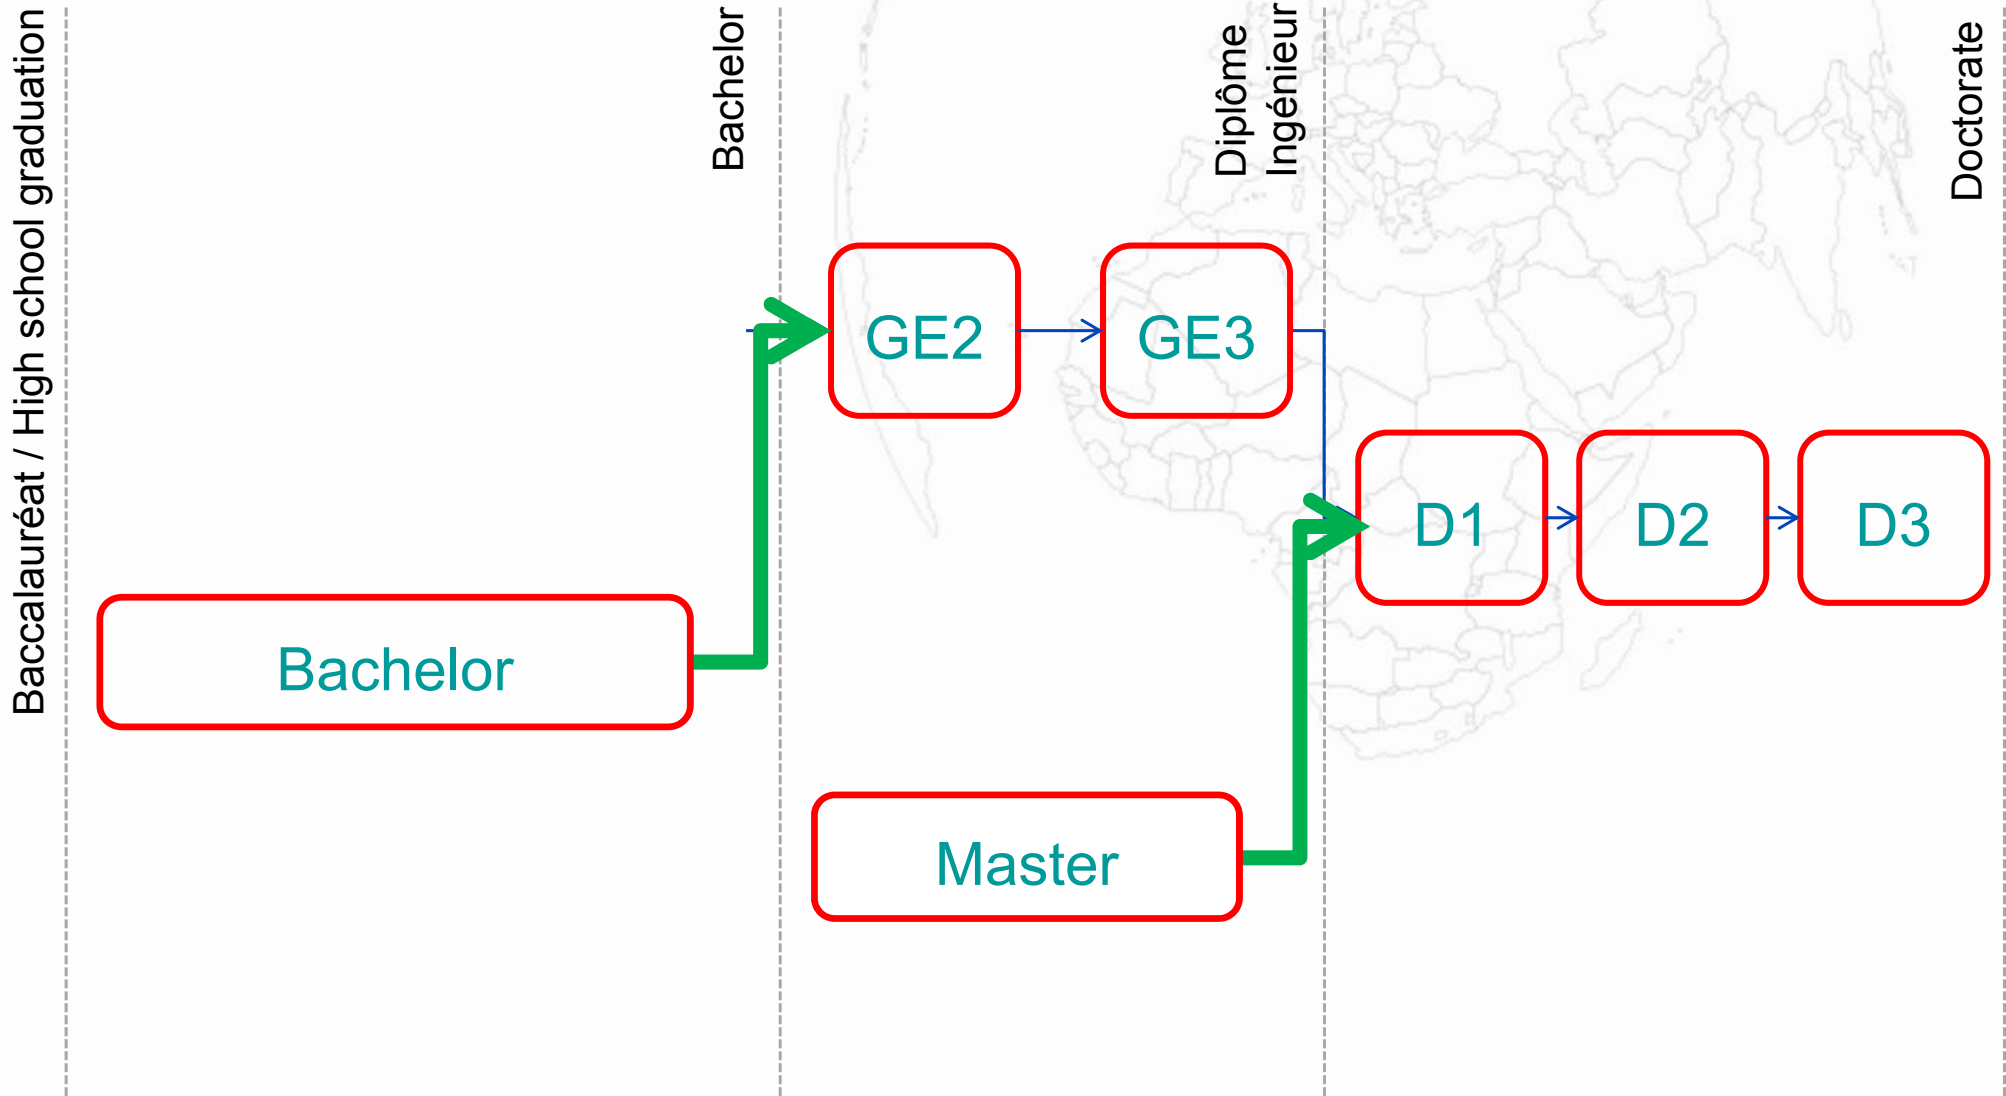 Baccalauréat / High school graduation
Bachelor
Diplôme
Ingénieur
Doctorate
GE2
GE3
D1
D2
D3
Bachelor
Master